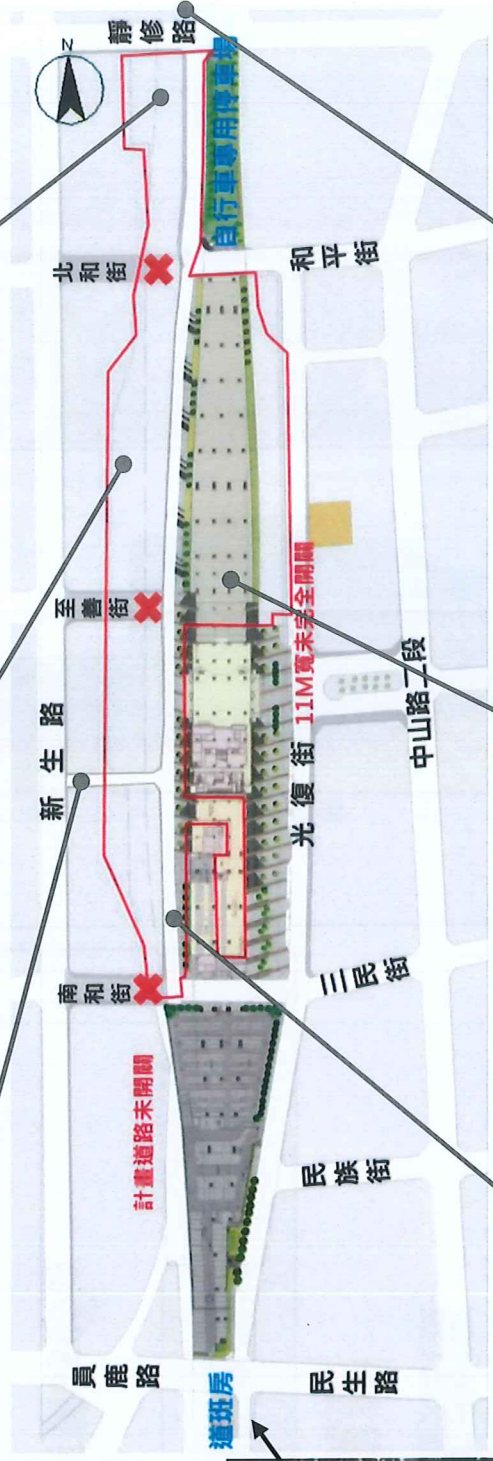 靜修路
N
自行車專用停車場
北和街
和平街
至善街
11M寬未完全開闢
新生路
光復街
中山路二段
南和街
三民街
計畫道路未開闢
民族街
員鹿路
道班房
民生路